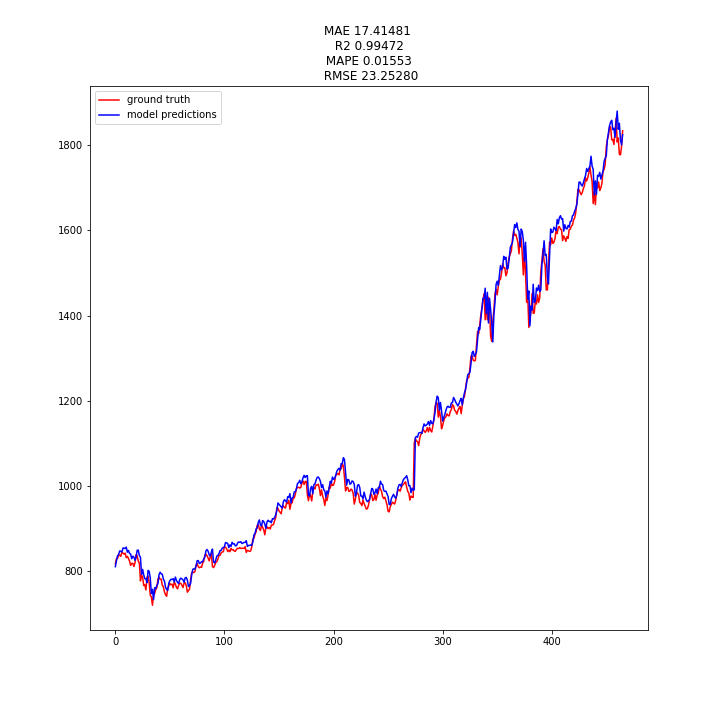 MAE 17.41481
R2 0.99472
MAPE 0.01553
RMSE 23.25280
ground truth
model predictions
1800
1600
1400
1200
1000
800
0 100 200 300 400